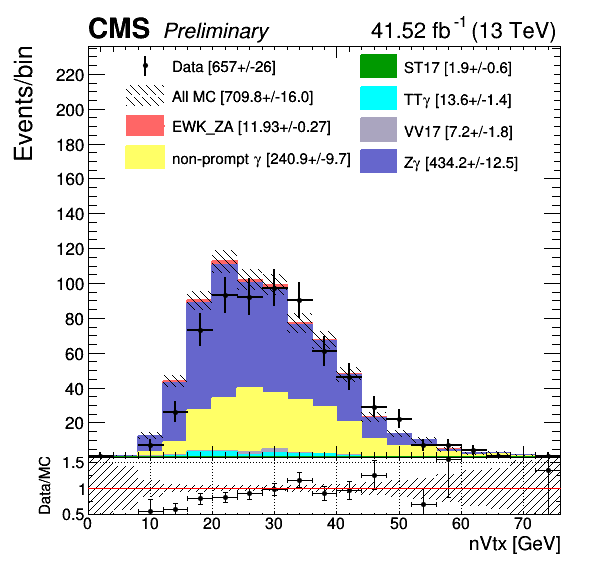 CMS Preliminary 41.52 fb⁻¹ (13 TeV)
Events/bin
Data [657+/-26]
All MC [709.8+/-16.0]
EWK_ZA [11.93+/-0.27]
non-prompt γ [240.9+/-9.7]
ST17 [1.9+/-0.6]
TTγ [13.6+/-1.4]
VV17 [7.2+/-1.8]
Zγ [434.2+/-12.5]
220
200
180
160
140
120
100
80
60
40
20
Data/MC
1.5
1
0.5
0 10 20 30 40 50 60 70
nVtx [GeV]